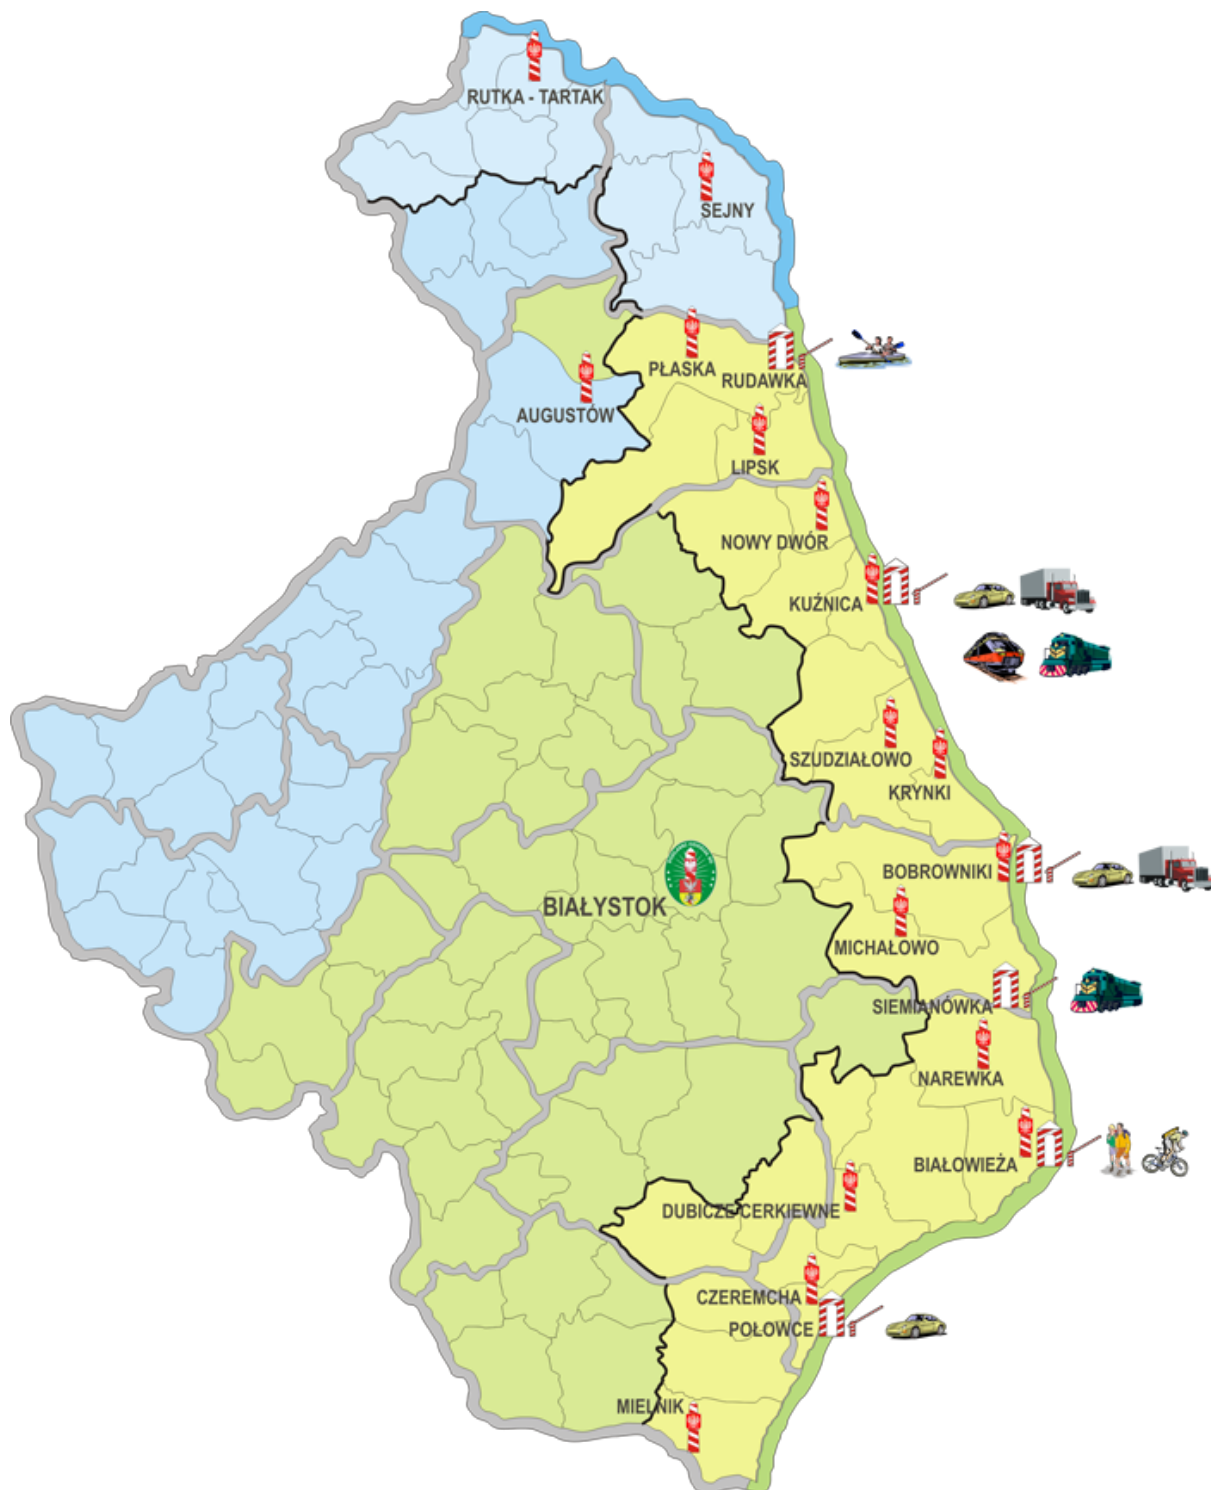 RUTKA - TARTAK
SEJNY
PŁASKA
RUDAWKA
AUGUSTÓW
LIPSK
NOWY DWÓR
KUŹNICA
SZUDZIAŁOWO
KRYNKI
BOBROWNIKI
BIAŁYSTOK
MICHAŁOWO
SIEMIANÓWKA
NAREWKA
BIAŁOWIEŻA
DUBICZE CERKIEWNE
CZEREMCHA
POŁOWCE
MIELNIK